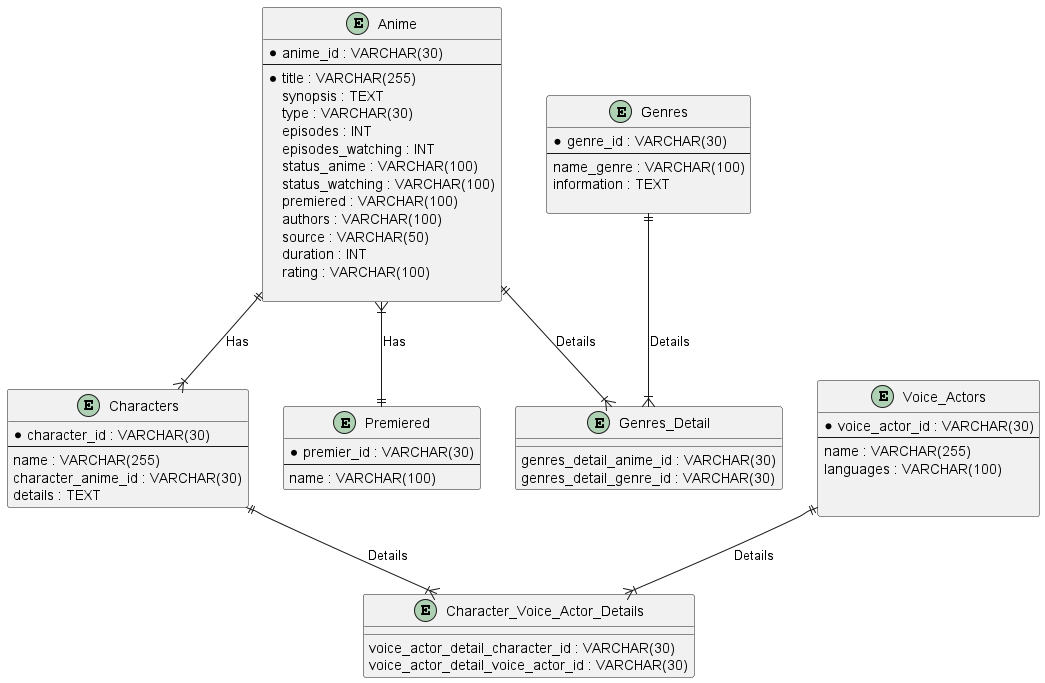 E Anime
* anime_id : VARCHAR(30)
* title : VARCHAR(255)
synopsis : TEXT
type : VARCHAR(30)
episodes : INT
episodes_watching : INT
status_anime : VARCHAR(100)
status_watching : VARCHAR(100)
premiered : VARCHAR(100)
authors : VARCHAR(100)
source : VARCHAR(50)
duration : INT
rating : VARCHAR(100)
E Genres
* genre_id : VARCHAR(30)
name_genre : VARCHAR(100)
information : TEXT
Has
Has
Details
Details
E Characters
* character_id : VARCHAR(30)
name : VARCHAR(255)
character_anime_id : VARCHAR(30)
details : TEXT
E Premiered
* premier_id : VARCHAR(30)
name : VARCHAR(100)
E Genres_Detail
genres_detail_anime_id : VARCHAR(30)
genres_detail_genre_id : VARCHAR(30)
E Voice_Actors
* voice_actor_id : VARCHAR(30)
name : VARCHAR(255)
languages : VARCHAR(100)
Details
Details
E Character_Voice_Actor_Details
voice_actor_detail_character_id : VARCHAR(30)
voice_actor_detail_voice_actor_id : VARCHAR(30)